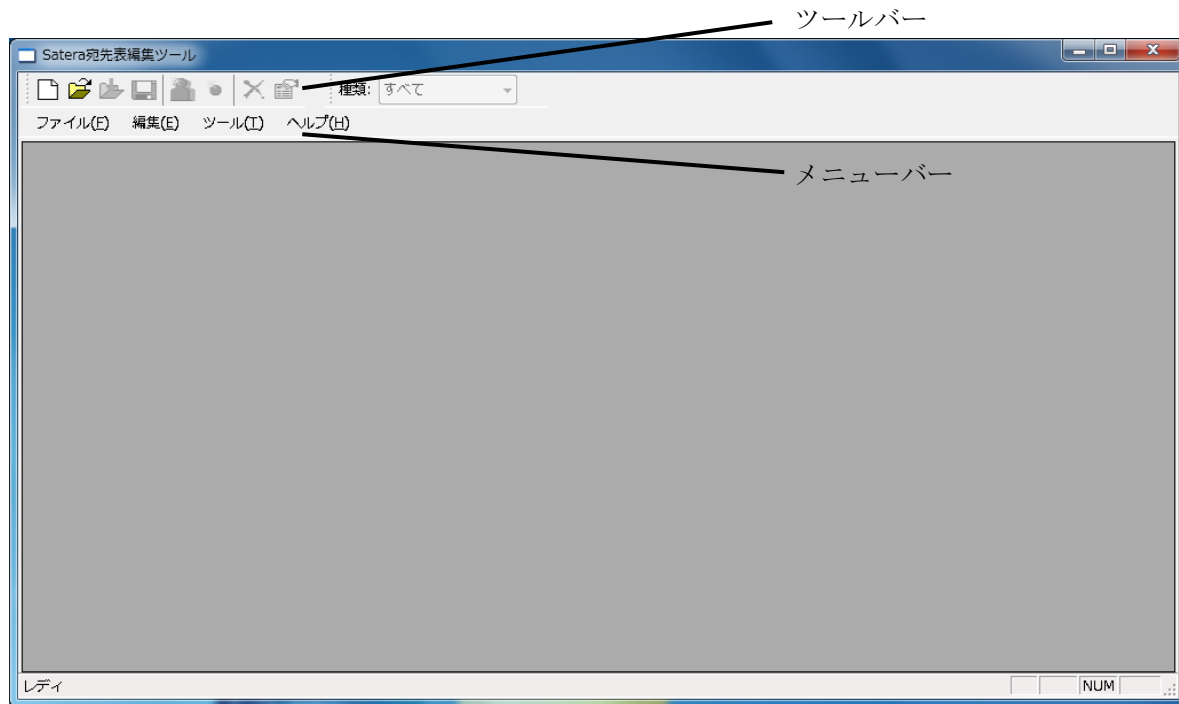 ツールバー
Satera宛先表編集ツール
種類: すべて
ファイル(F) 編集(E) ツール(T) ヘルプ(H)
メニューバー
レディ NUM